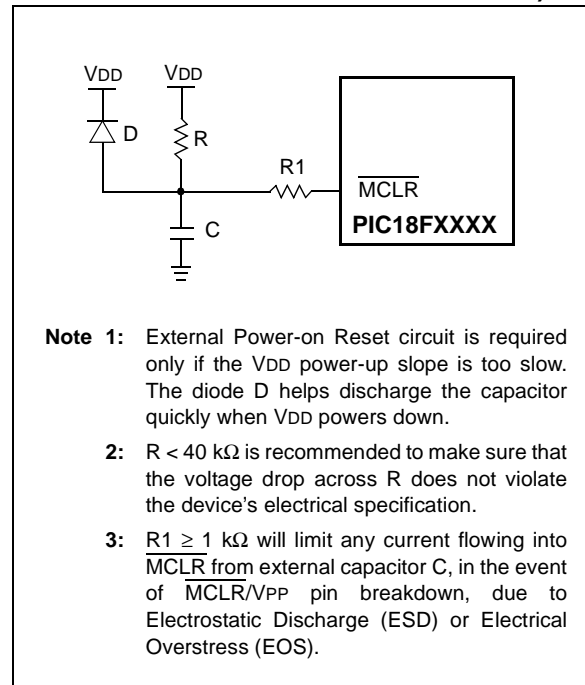 VDD VDD
D
R
R1
MCLR
PIC18FXXXX
C
Note 1: External Power-on Reset circuit is required
only if the VDD power-up slope is too slow.
The diode D helps discharge the capacitor
quickly when VDD powers down.
2: R < 40 kΩ is recommended to make sure that
the voltage drop across R does not violate
the device's electrical specification.
3: R1 ≥ 1 kΩ will limit any current flowing into
MCLR from external capacitor C, in the event
of MCLR/VPP pin breakdown, due to
Electrostatic Discharge (ESD) or Electrical
Overstress (EOS).